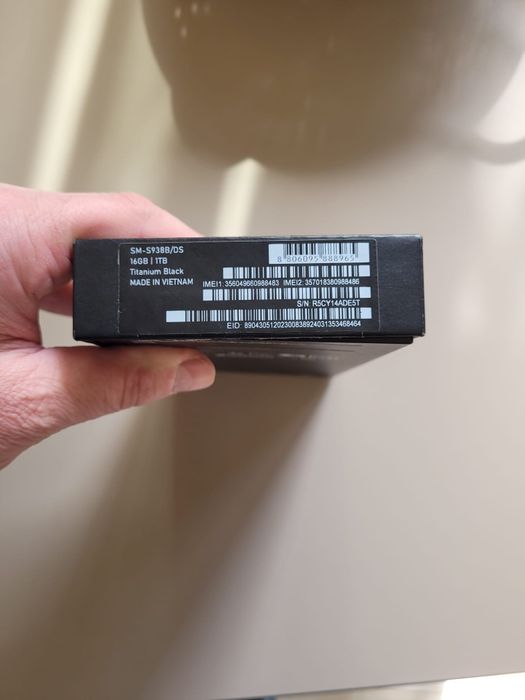 SM-S938B/DS
16GB | 1TB
Titanium Black
MADE IN VIETNAM
8 806095 888965
IMEI1: 356049660988483 IMEI2: 357018380988486
S/N: R5CY14ADE5T
EID: 89043051202300838924031353468464